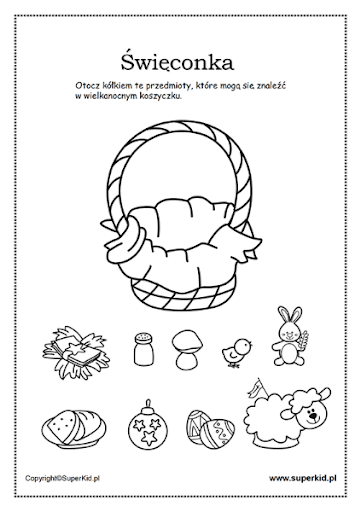 Święconka
Otocz kółkiem te przedmioty, które mogą się znaleźć
w wielkanocnym koszyczku.
Copyright©SuperKid.pl
www.superkid.pl